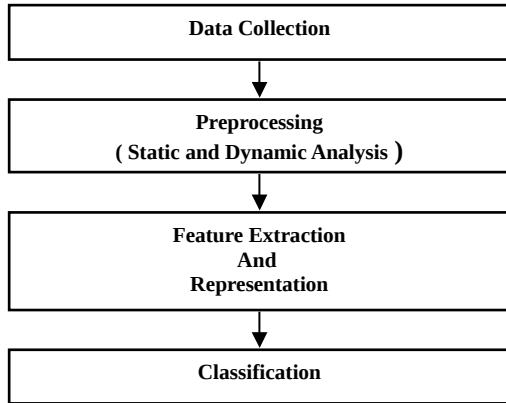 Data Collection
Preprocessing
( Static and Dynamic Analysis )
Feature Extraction
And
Representation
Classification